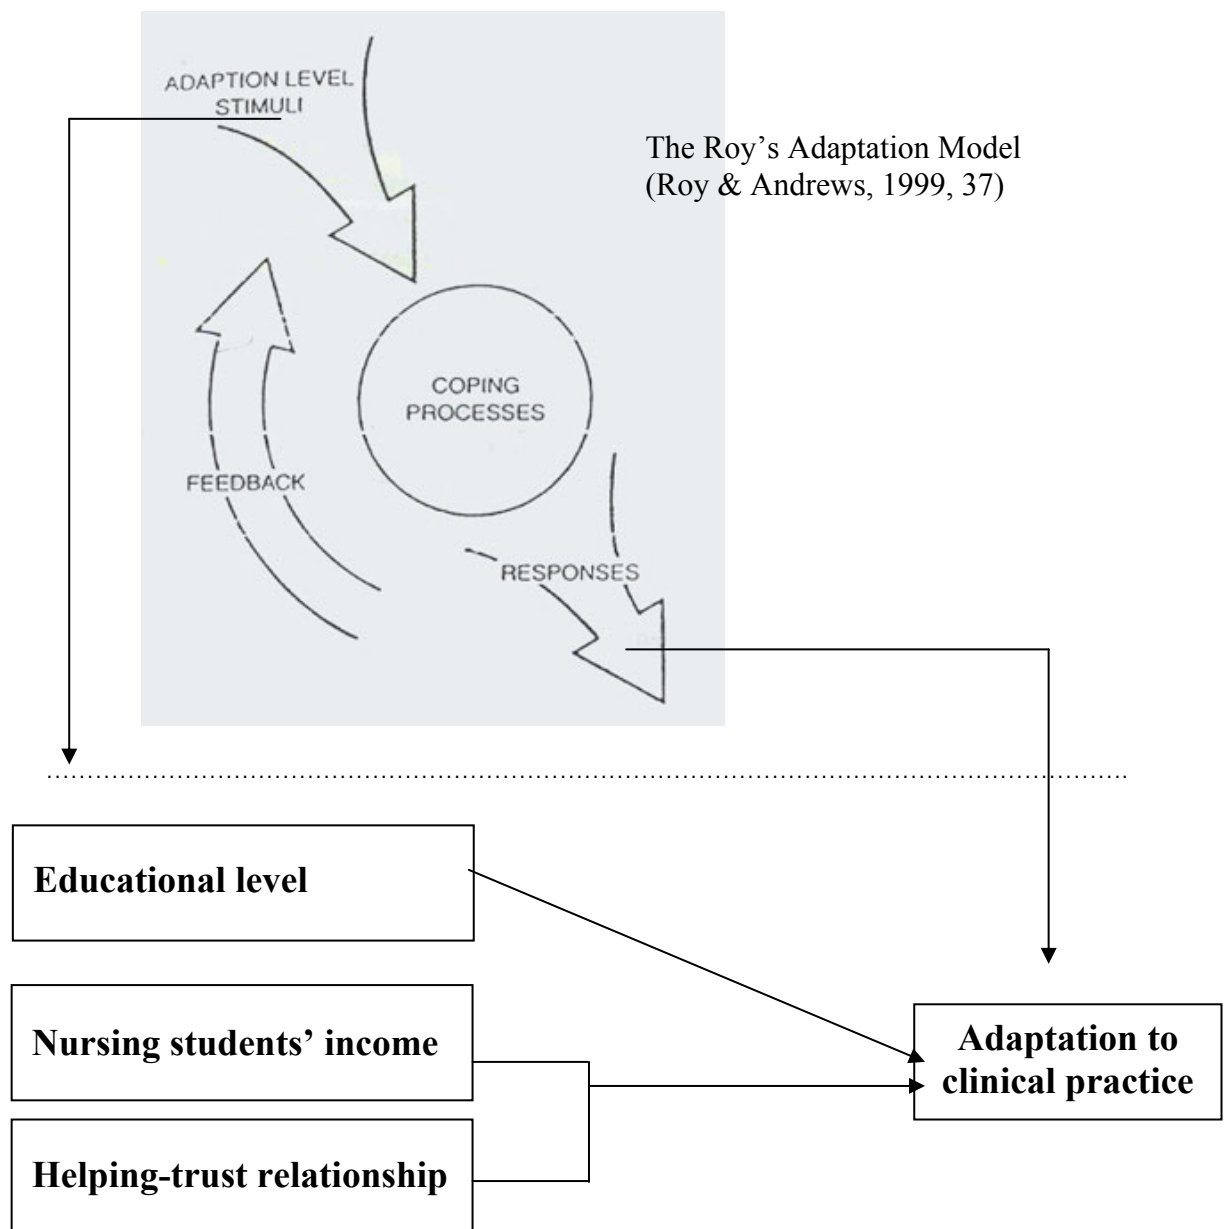 ADAPTION LEVEL
STIMULI
The Roy’s Adaptation Model
(Roy & Andrews, 1999, 37)
COPING
PROCESSES
FEEDBACK
RESPONSES
Educational level
Nursing students’ income
Adaptation to
clinical practice
Helping-trust relationship